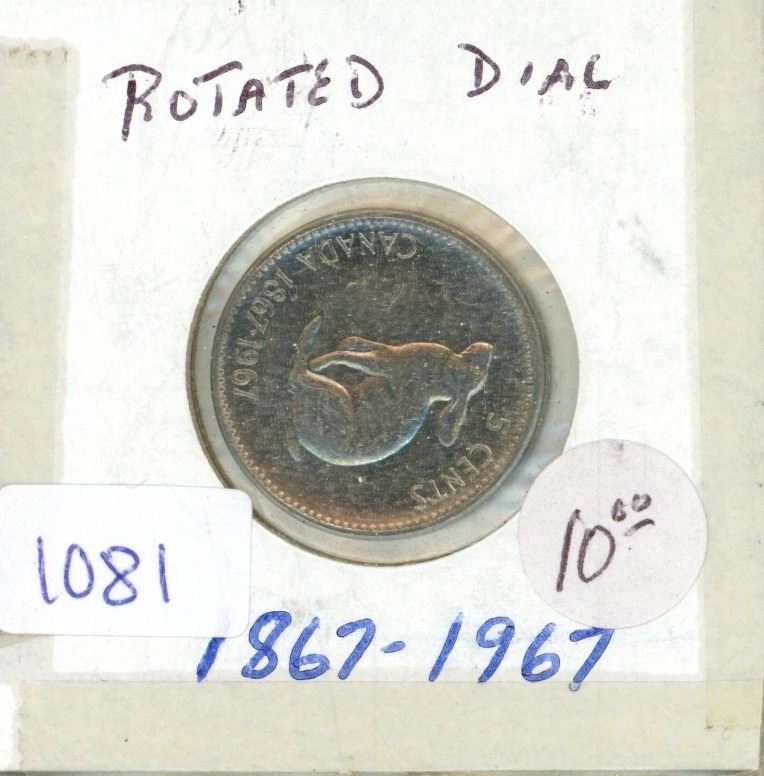 ROTATED DIAL
CANADA 1867-1967
5 CENTS
1081
10.00
1867-1967